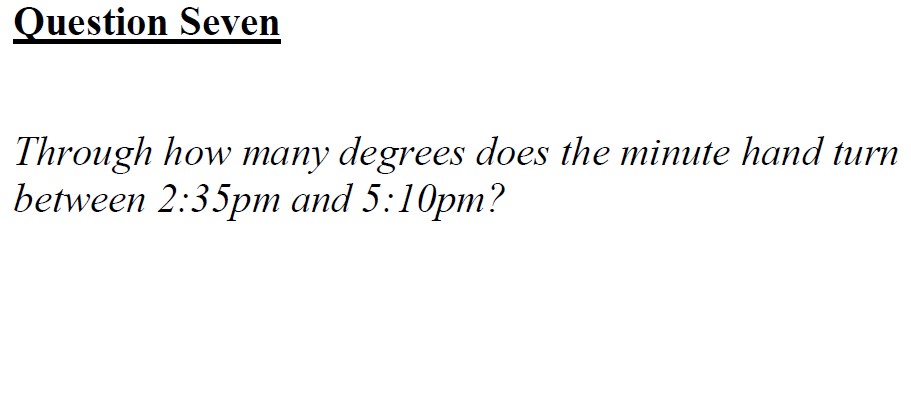 Question Seven
Through how many degrees does the minute hand turn
between 2:35pm and 5:10pm?